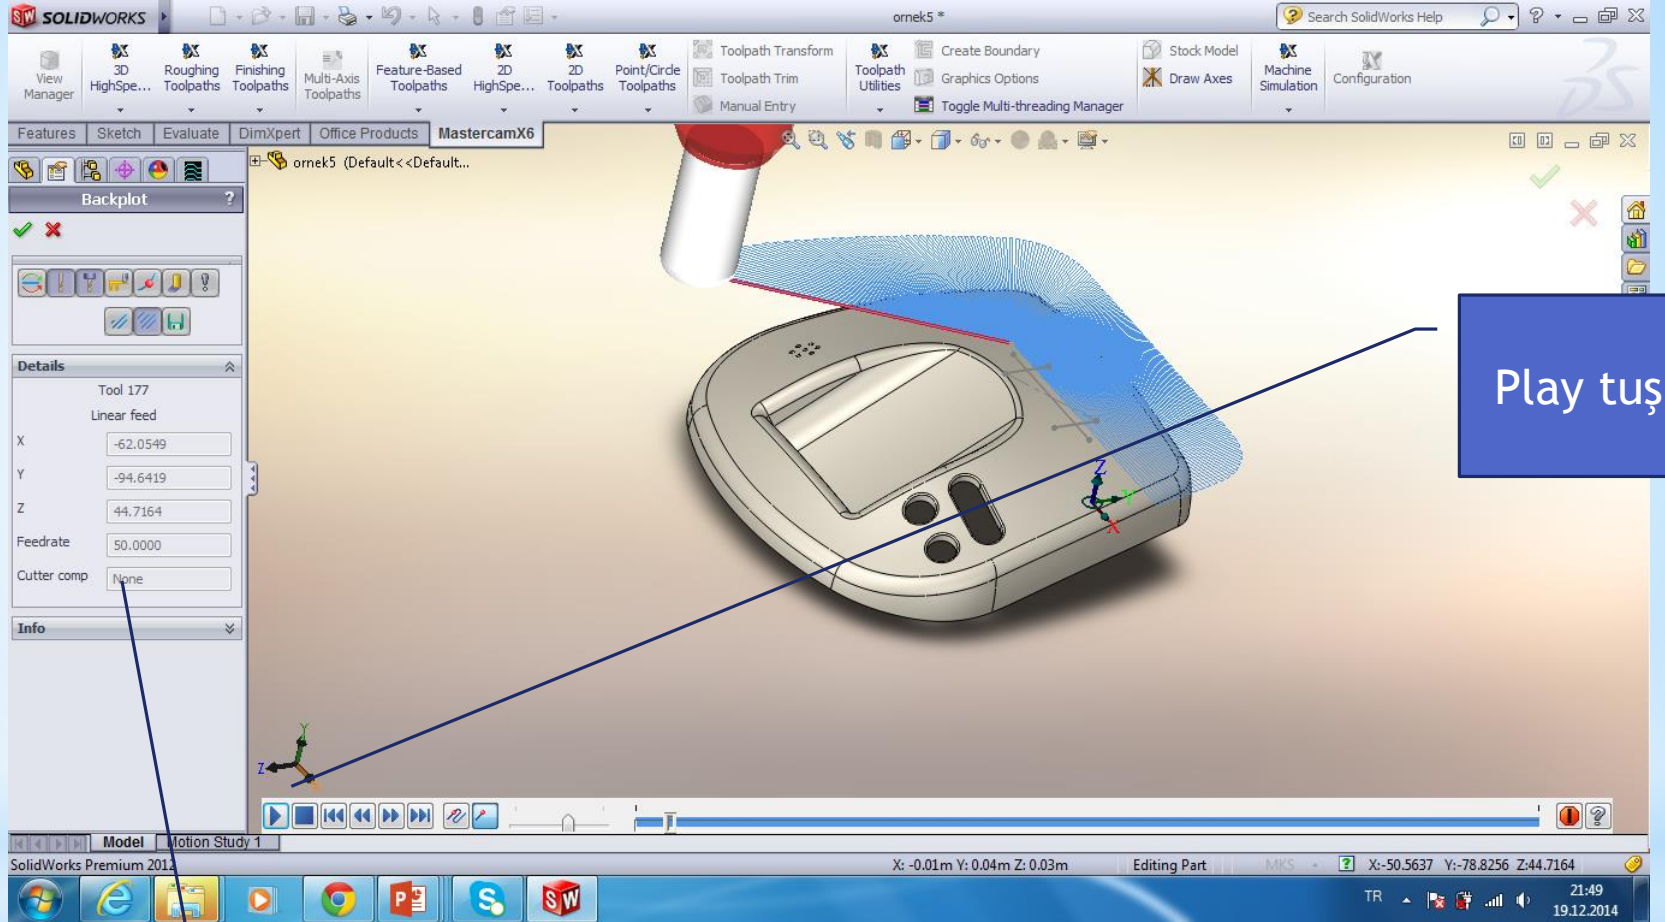 SOLIDWORKS
ornek5 *
Search SolidWorks Help
View Manager
3D HighSpe...
Roughing Toolpaths
Finishing Toolpaths
Multi-Axis Toolpaths
Feature-Based Toolpaths
2D HighSpe...
2D Toolpaths
Point/Circle Toolpaths
Toolpath Transform
Toolpath Trim
Manual Entry
Toolpath Utilities
Create Boundary
Graphics Options
Toggle Multi-threading Manager
Stock Model
Draw Axes
Machine Simulation
Configuration
Features Sketch Evaluate DimXpert Office Products MastercamX6
ornek5 (Default<<Default...
Backplot ?
Details
Tool 177
Linear feed
X -62.0549
Y -94.6419
Z 44.7164
Feedrate 50.0000
Cutter comp None
Info
Play tuş
Z
Y
X
Y
Z
Model Motion Study 1
SolidWorks Premium 2012
X: -0.01m Y: 0.04m Z: 0.03m
Editing Part
MKS
X:-50.5637 Y:-78.8256 Z:44.7164
TR
21:49
19.12.2014